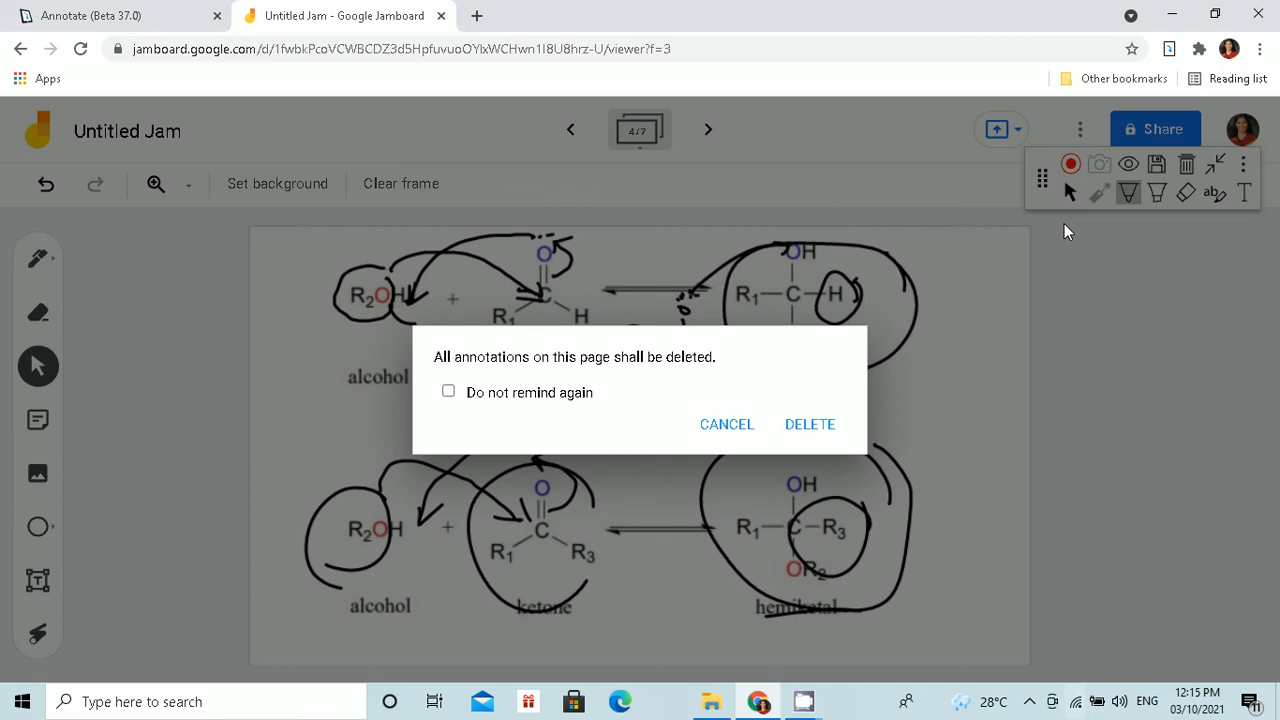 Annotate (Beta 37.0)
Untitled Jam - Google Jamboard
jamboard.google.com/d/1fwbkPcoVCWBCDZ3d5HpfuvuoOYlxWCHwn1I8U8hrz-U/viewer?f=3
Apps
Other bookmarks
Reading list
Untitled Jam
4/7
Share
Set background
Clear frame
T
R2OH + O C R1 H
OH
R1 C H
alcohol
All annotations on this page shall be deleted.
Do not remind again
CANCEL DELETE
O
R2OH + C
R1 R3
OH
R1 C R3
OR2
alcohol ketone hemiketal
Type here to search
28°C
ENG
12:15 PM
03/10/2021